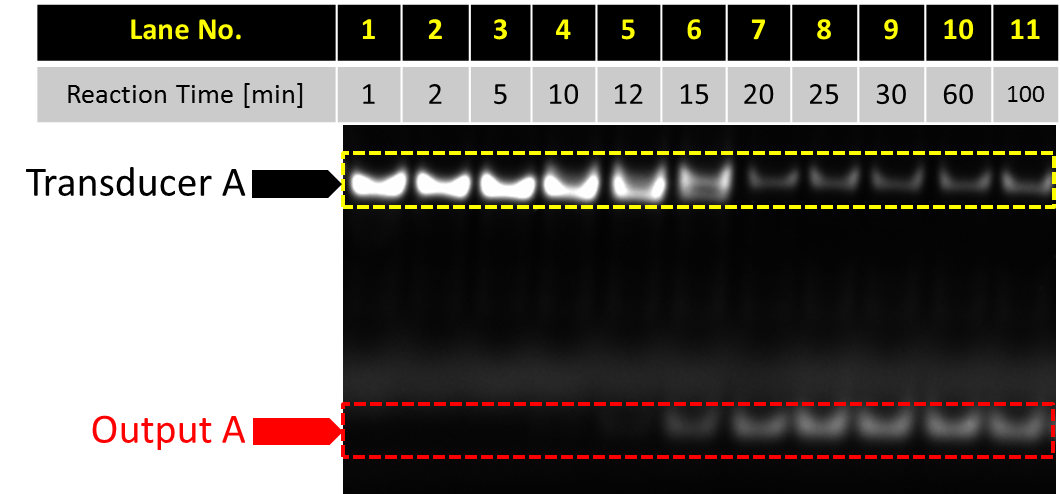 Lane No. 1 2 3 4 5 6 7 8 9 10 11
Reaction Time [min] 1 2 5 10 12 15 20 25 30 60 100
Transducer A
Output A